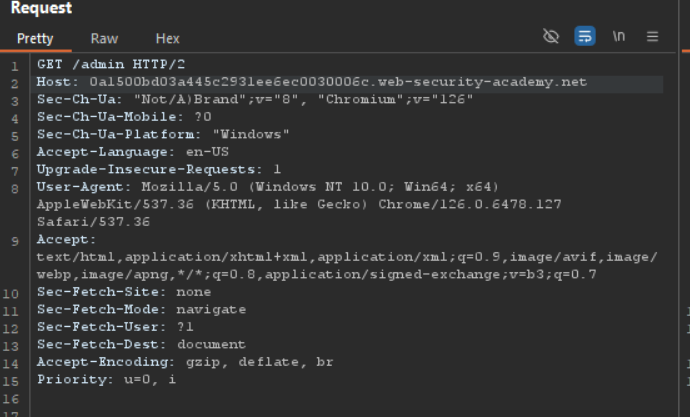 Request
Pretty Raw Hex \n
1 GET /admin HTTP/2
2 Host: 0a1500bd03a445c2931ee6ec0030006c.web-security-academy.net
3 Sec-Ch-Ua: "Not/A)Brand";v="8", "Chromium";v="126"
4 Sec-Ch-Ua-Mobile: ?0
5 Sec-Ch-Ua-Platform: "Windows"
6 Accept-Language: en-US
7 Upgrade-Insecure-Requests: 1
8 User-Agent: Mozilla/5.0 (Windows NT 10.0; Win64; x64)
AppleWebKit/537.36 (KHTML, like Gecko) Chrome/126.0.6478.127
Safari/537.36
9 Accept:
text/html,application/xhtml+xml,application/xml;q=0.9,image/avif,image/
webp,image/apng,*/*;q=0.8,application/signed-exchange;v=b3;q=0.7
10 Sec-Fetch-Site: none
11 Sec-Fetch-Mode: navigate
12 Sec-Fetch-User: ?1
13 Sec-Fetch-Dest: document
14 Accept-Encoding: gzip, deflate, br
15 Priority: u=0, i
16
17